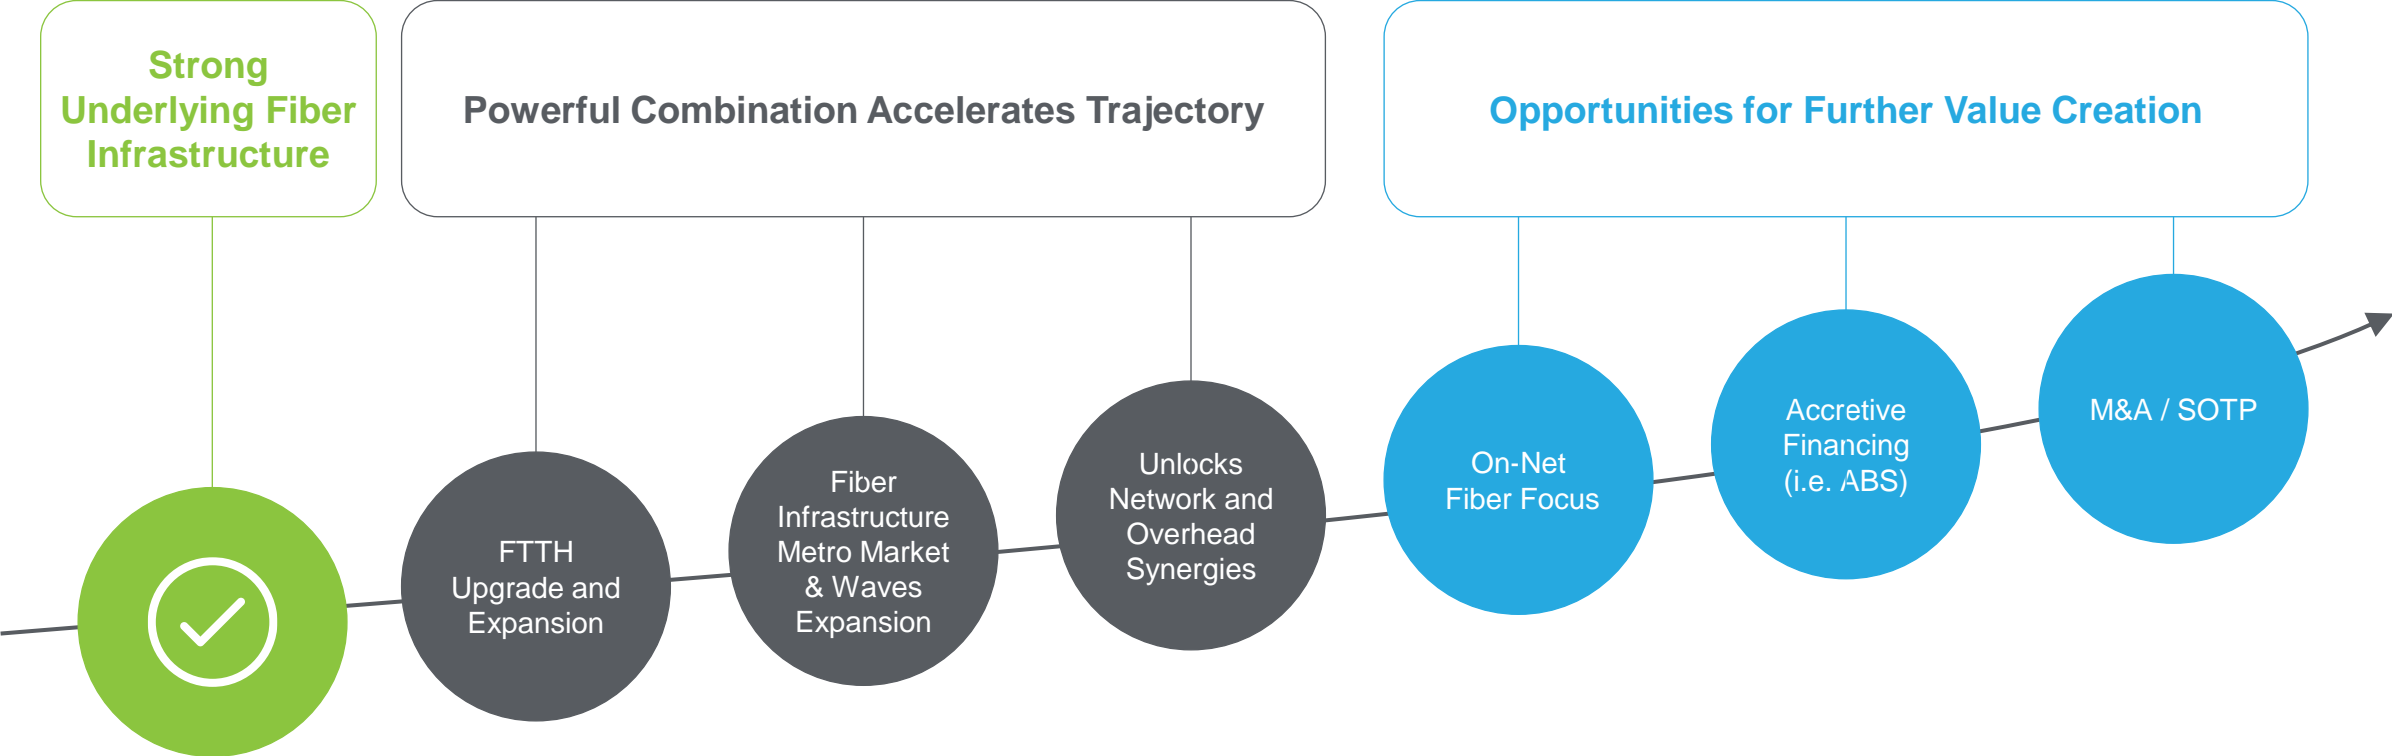 Strong
Underlying Fiber
Infrastructure
Powerful Combination Accelerates Trajectory
Opportunities for Further Value Creation
FTTH
Upgrade and
Expansion
Fiber
Infrastructure
Metro Market
& Waves
Expansion
Unlocks
Network and
Overhead
Synergies
On-Net
Fiber Focus
Accretive
Financing
(i.e. ABS)
M&A / SOTP